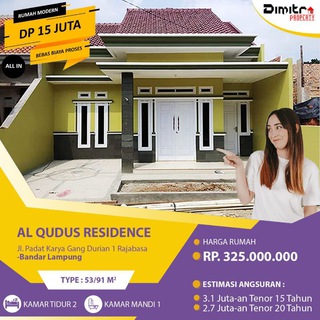 RUMAH MODERN
DP 15 JUTA
BEBAS BIAYA PROSES
ALL IN
Dimitra
PROPERTY
AL QUDUS RESIDENCE
Jl. Padat Karya Gang Durian 1 Rajabasa
-Bandar Lampung
TYPE : 53/91 M²
KAMAR TIDUR 2
KAMAR MANDI 1
HARGA RUMAH
RP. 325.000.000
ESTIMASI ANGSURAN :
3.1 Juta-an Tenor 15 Tahun
2.7 Juta-an Tenor 20 Tahun